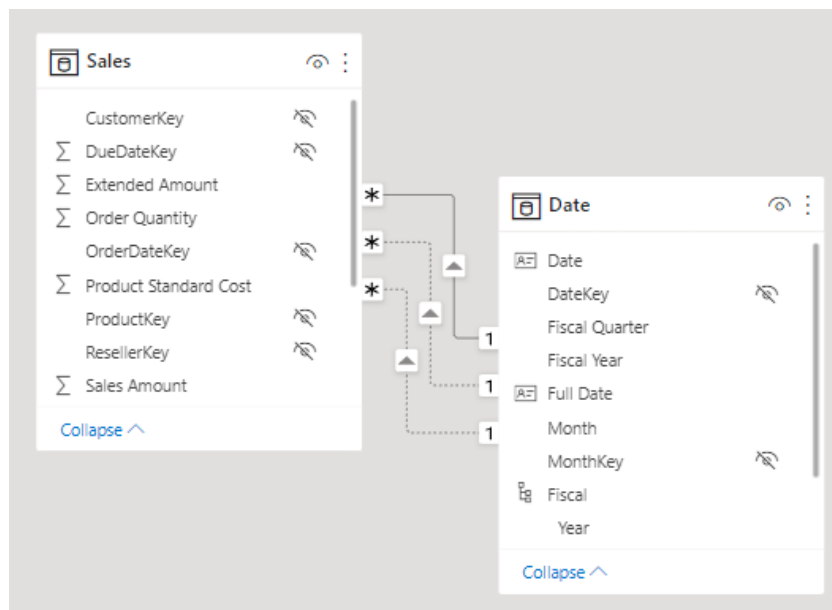 Sales
CustomerKey
∑ DueDateKey
∑ Extended Amount
∑ Order Quantity
OrderDateKey
∑ Product Standard Cost
ProductKey
ResellerKey
∑ Sales Amount
Collapse
*
*
*
1
1
1
Date
Date
DateKey
Fiscal Quarter
Fiscal Year
Full Date
Month
MonthKey
Fiscal
Year
Collapse